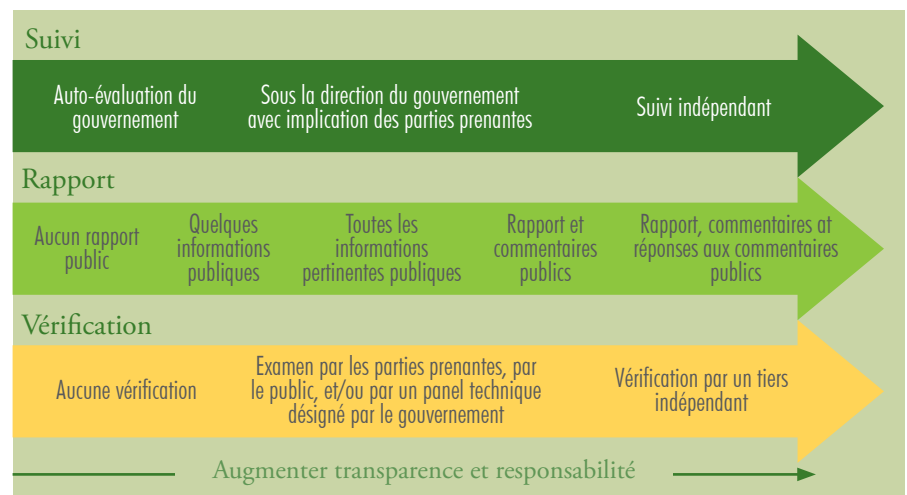 Suivi
Auto-évaluation du
gouvernement
Sous la direction du gouvernement
avec implication des parties prenantes
Suivi indépendant
Rapport
Aucun rapport
public
Quelques
informations
publiques
Toutes les
informations
pertinentes publiques
Rapport et
commentaires
publics
Rapport, commentaires at
réponses aux commentaires
publics
Vérification
Aucune vérification
Examen par les parties prenantes, par
le public, et/ou par un panel technique
désigné par le gouvernement
Vérification par un tiers
indépendant
Augmenter transparence et responsabilité